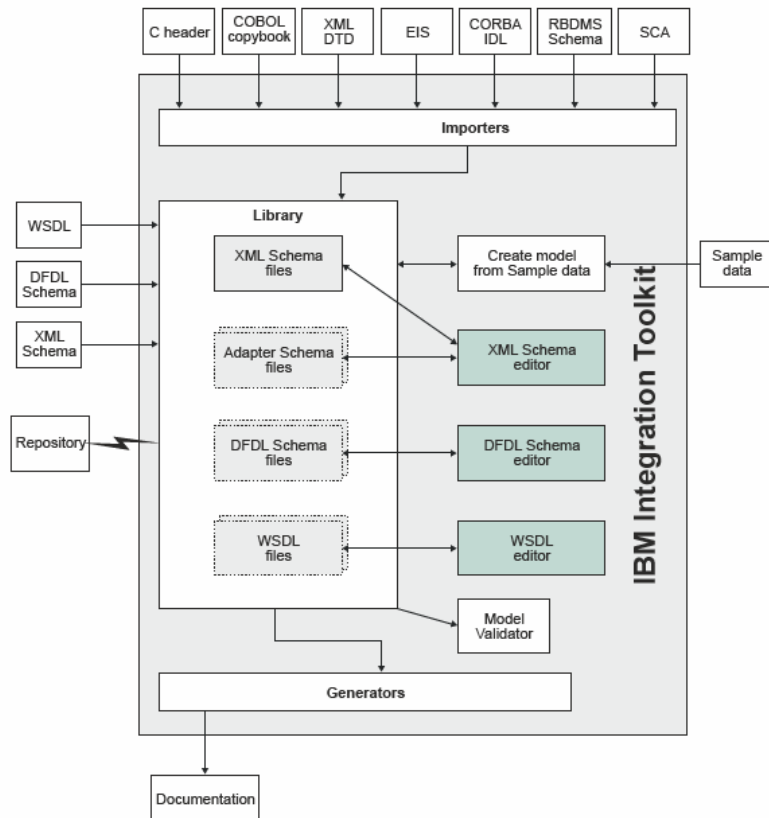 C header
COBOL
copybook
XML
DTD
EIS
CORBA
IDL
RBDMS
Schema
SCA
Importers
WSDL
DFDL
Schema
XML
Schema
Repository
Library
XML Schema
files
Adapter Schema
files
DFDL Schema
files
WSDL
files
Create model
from Sample data
XML Schema
editor
DFDL Schema
editor
WSDL
editor
Model
Validator
Sample
data
IBM Integration Toolkit
Generators
Documentation